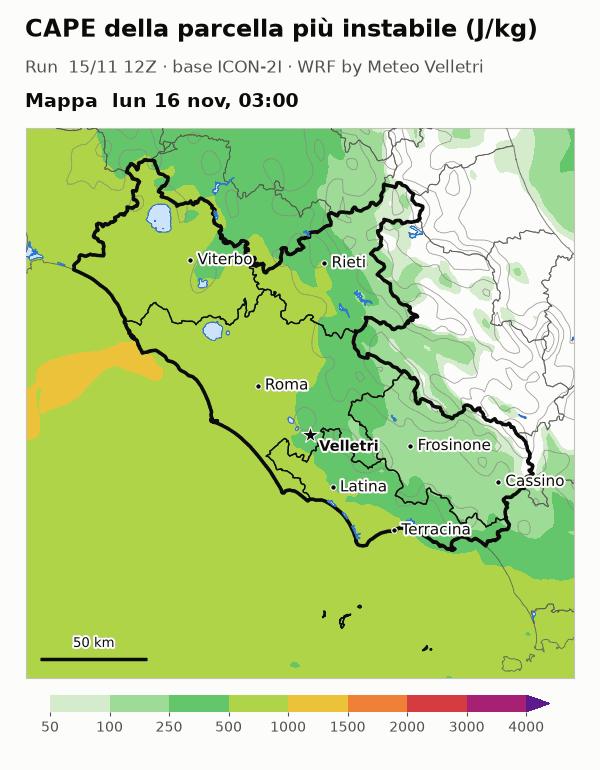 CAPE della parcella più instabile (J/kg)
Run 15/11 12Z · base ICON-2I · WRF by Meteo Velletri
Mappa lun 16 nov, 03:00
Viterbo
Rieti
Roma
Velletri
Frosinone
Latina
Cassino
Terracina
50 km
50 100 250 500 1000 1500 2000 3000 4000